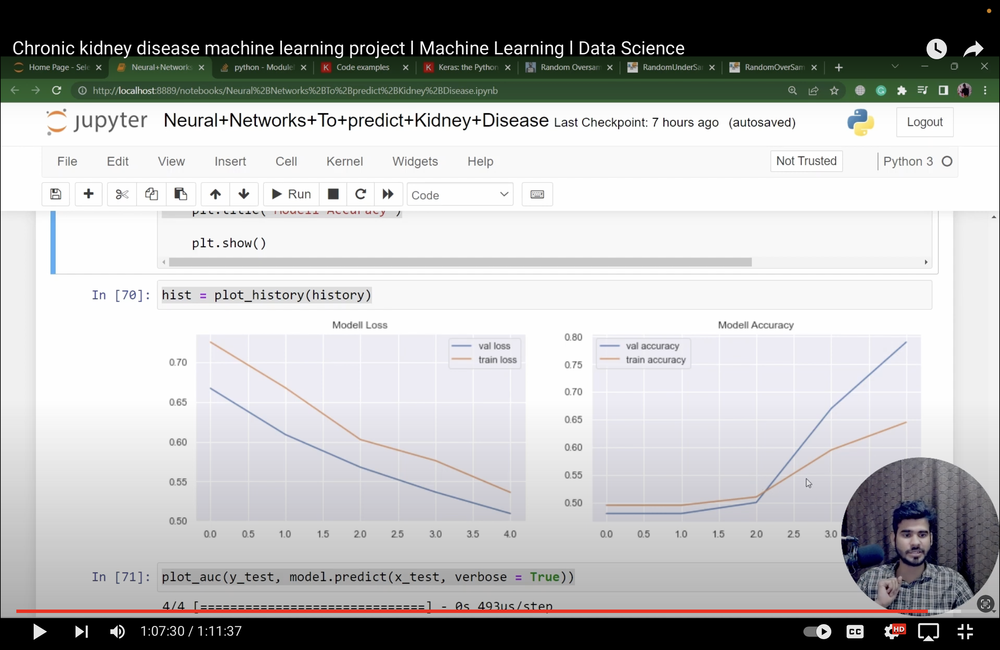 Chronic kidney disease machine learning project l Machine Learning l Data Science
Home Page - Sele
Neural+Networks
python - Module
Code examples
Keras: the Python
Random Oversam
RandomUnderSar
RandomOverSam
http://localhost:8889/notebooks/Neural%2BNetworks%2BTo%2Bpredict%2BKidney%2BDisease.ipynb
jupyter Neural+Networks+To+predict+Kidney+Disease Last Checkpoint: 7 hours ago (autosaved)
Logout
File Edit View Insert Cell Kernel Widgets Help
Not Trusted
Python 3
Run
Code
plt.title("Modell Accuracy")
plt.show()
In [70]: hist = plot_history(history)
Modell Loss
val loss
train loss
0.70
0.65
0.60
0.55
0.50
0.0 0.5 1.0 1.5 2.0 2.5 3.0 3.5 4.0
Modell Accuracy
val accuracy
train accuracy
0.80
0.75
0.70
0.65
0.60
0.55
0.50
0.0 0.5 1.0 1.5 2.0 2.5 3.0
In [71]: plot_auc(y_test, model.predict(x_test, verbose = True))
4/4 [==============================] - 0s 493us/step
1:07:30 / 1:11:37
CC
HD